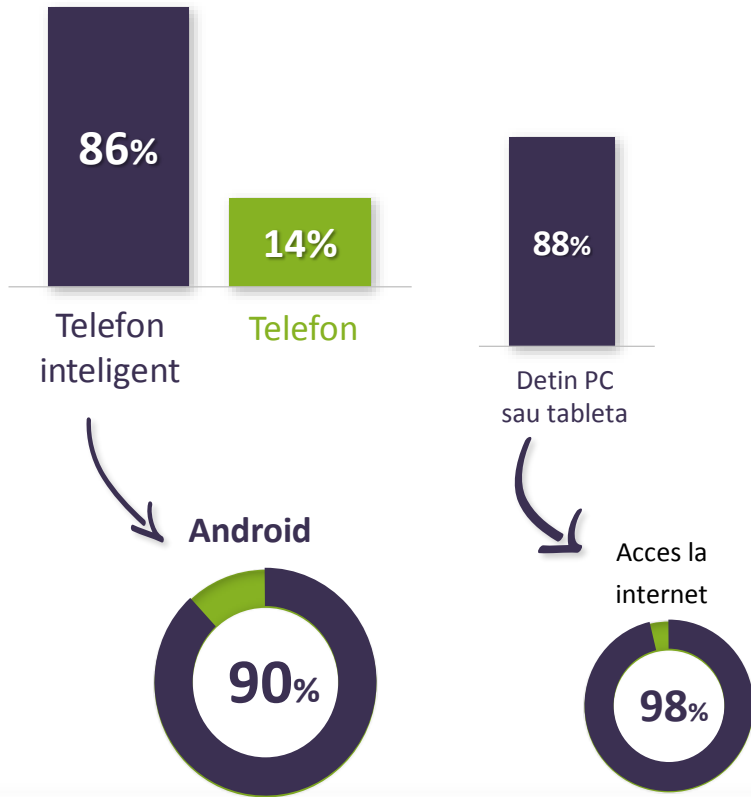 86%
14%
88%
Telefon
inteligent
Telefon
Detin PC
sau tableta
Android
90%
Acces la
internet
98%